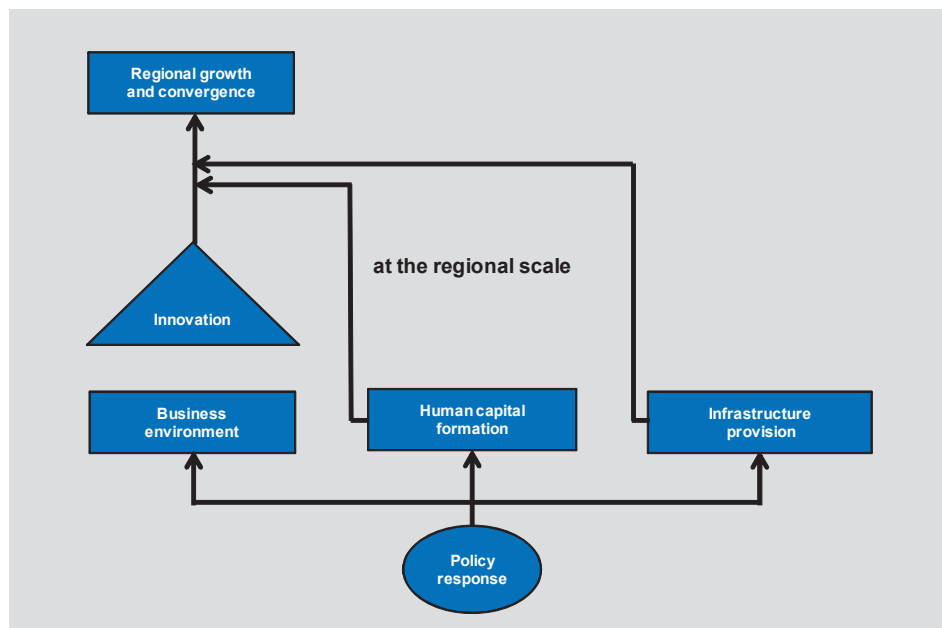 Regional growth
and convergence
at the regional scale
Innovation
Business
environment
Human capital
formation
Infrastructure
provision
Policy
response